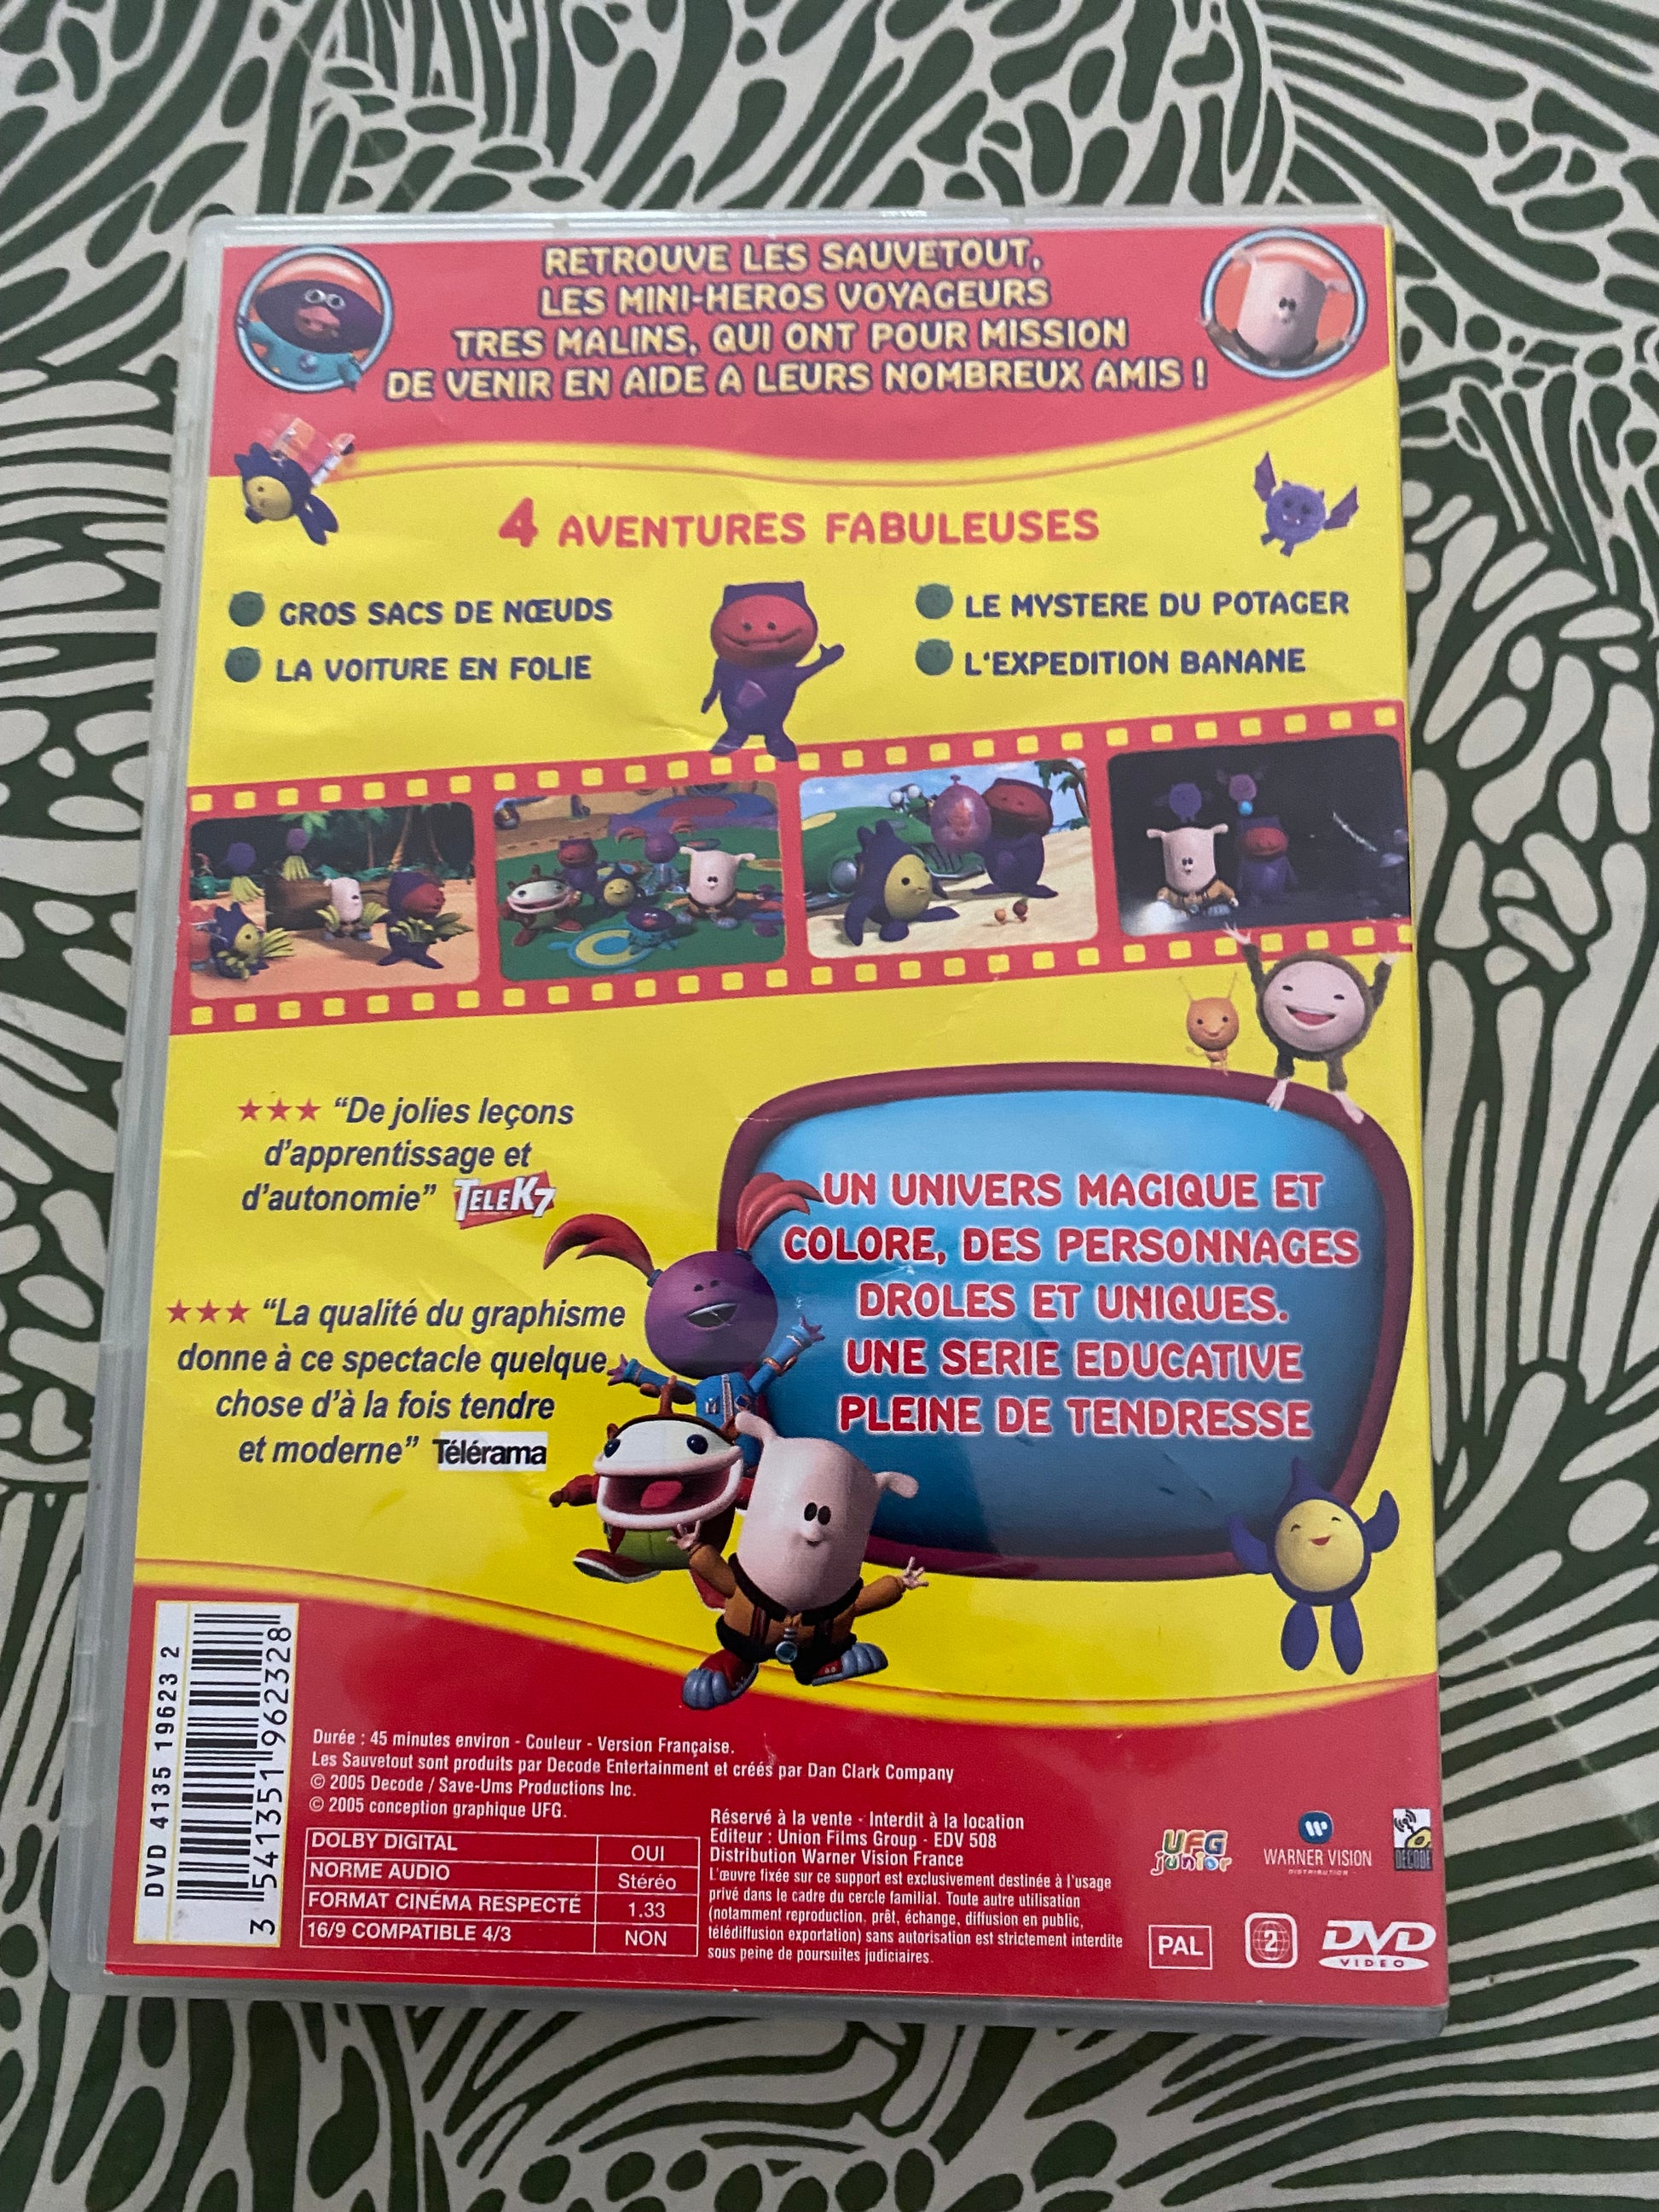 RETROUVE LES SAUVETOUT,
LES MINI-HEROS VOYAGEURS
TRES MALINS, QUI ONT POUR MISSION
DE VENIR EN AIDE A LEURS NOMBREUX AMIS !
4 AVENTURES FABULEUSES
GROS SACS DE NŒUDS
LA VOITURE EN FOLIE
LE MYSTERE DU POTAGER
L'EXPEDITION BANANE
★★★ “De jolies leçons
d'apprentissage et
d'autonomie” TELEK7
★★★ “La qualité du graphisme
donne à ce spectacle quelque
chose d'à la fois tendre
et moderne” Télérama
UN UNIVERS MAGIQUE ET
COLORE, DES PERSONNAGES
DROLES ET UNIQUES.
UNE SERIE EDUCATIVE
PLEINE DE TENDRESSE
DVD 4135 19623 2
3 541351 962328
Durée : 45 minutes environ - Couleur - Version Française.
Les Sauvetout sont produits par Decode Entertainment et créés par Dan Clark Company
© 2005 Decode / Save-Ums Productions Inc.
© 2005 conception graphique UFG.
DOLBY DIGITAL OUI
NORME AUDIO Stéréo
FORMAT CINÉMA RESPECTÉ 1.33
16/9 COMPATIBLE 4/3 NON
Réservé à la vente - Interdit à la location
Editeur : Union Films Group - EDV 508
Distribution Warner Vision France
L'œuvre fixée sur ce support est exclusivement destinée à l'usage
privé dans le cadre du cercle familial. Toute autre utilisation
(notamment reproduction, prêt, échange, diffusion en public,
télédiffusion exportation) sans autorisation est strictement interdite
sous peine de poursuites judiciaires.
UFG
junior
WARNER VISION
DISTRIBUTION
DECODE
PAL
2
DVD
VIDEO